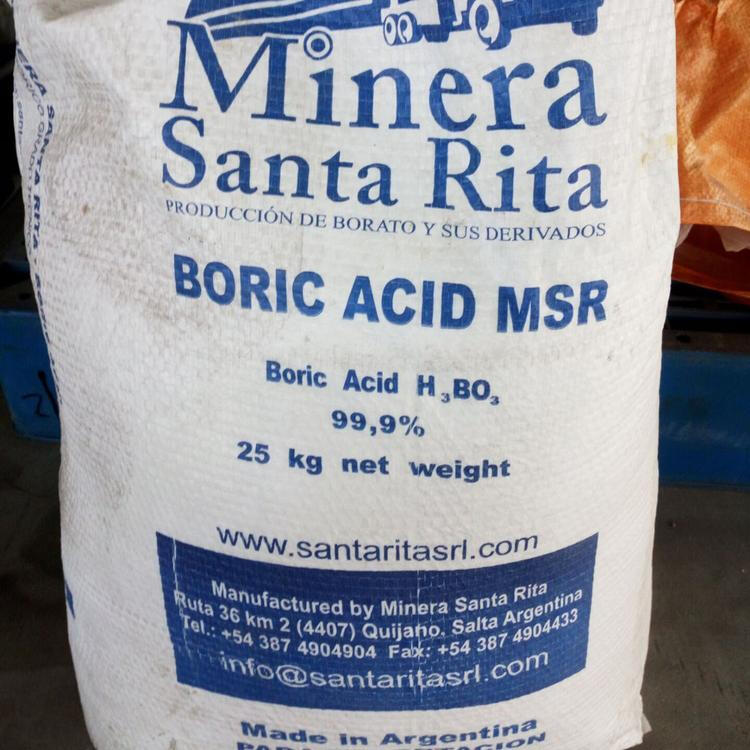 Minera
Santa Rita
PRODUCCIÓN DE BORATO Y SUS DERIVADOS
BORIC ACID MSR
Boric Acid H₃BO₃
99,9%
25 kg net weight
www.santaritasrl.com
Manufactured by Minera Santa Rita
Ruta 36 km 2 (4407) Quijano. Salta Argentina
Tel.: +54 387 4904904 Fax: +54 387 4904433
info@santaritasrl.com
Made in Argentina
SANTA RITA